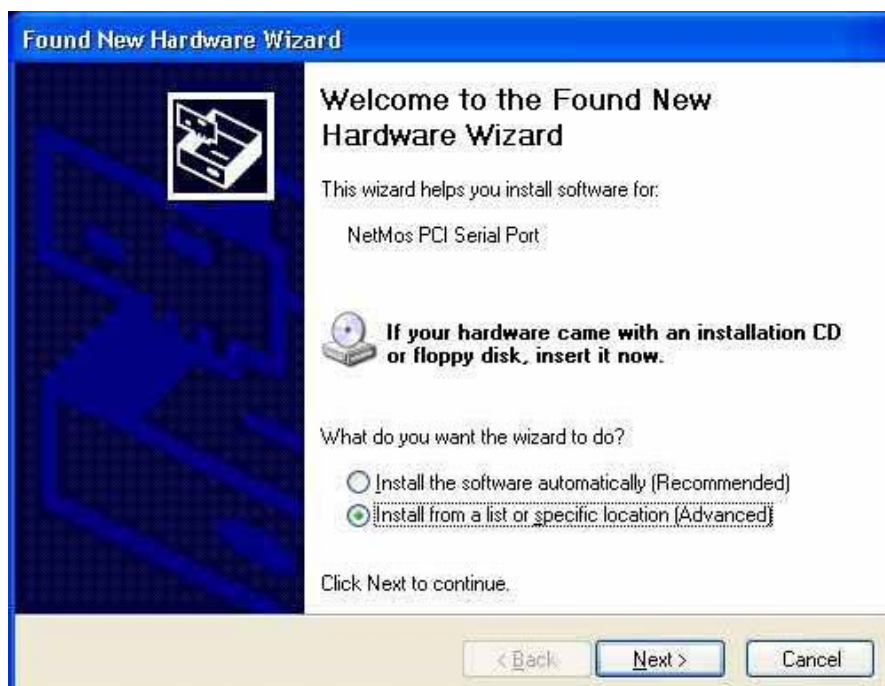 Found New Hardware Wizard
Welcome to the Found New
Hardware Wizard
This wizard helps you install software for:
NetMos PCI Serial Port
If your hardware came with an installation CD
or floppy disk, insert it now.
What do you want the wizard to do?
Install the software automatically (Recommended)
Install from a list or specific location (Advanced)
Click Next to continue.
< Back
Next >
Cancel